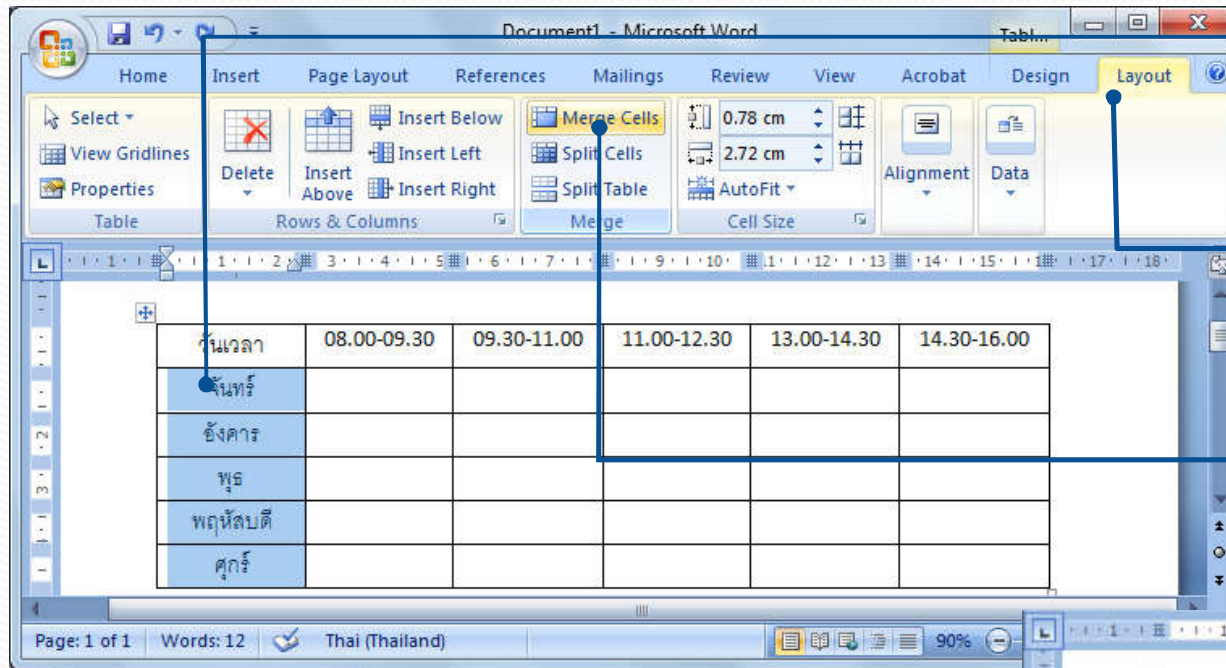 Document1 - Microsoft Word
Tabl...
Home Insert Page Layout References Mailings Review View Acrobat Design Layout
Select
View Gridlines
Properties
Table
Delete
Insert Above
Insert Below
Insert Left
Insert Right
Rows & Columns
Merge Cells
Split Cells
Split Table
Merge
0.78 cm
2.72 cm
AutoFit
Cell Size
Alignment
Data
วันเวลา 08.00-09.30 09.30-11.00 11.00-12.30 13.00-14.30 14.30-16.00
จันทร์
อังคาร
พุธ
พฤหัสบดี
ศุกร์
Page: 1 of 1 Words: 12 Thai (Thailand) 90%